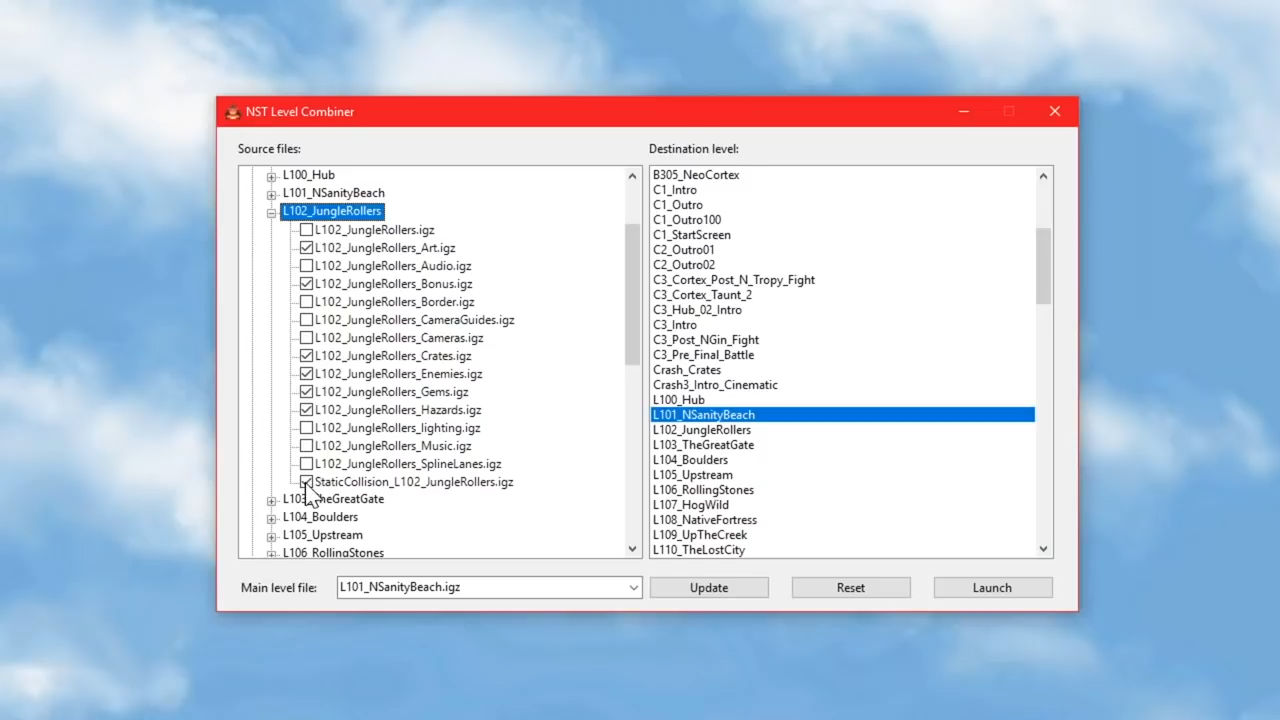 NST Level Combiner
Source files:
L100_Hub
L101_NSanityBeach
L102_JungleRollers
L102_JungleRollers.igz
L102_JungleRollers_Art.igz
L102_JungleRollers_Audio.igz
L102_JungleRollers_Bonus.igz
L102_JungleRollers_Border.igz
L102_JungleRollers_CameraGuides.igz
L102_JungleRollers_Cameras.igz
L102_JungleRollers_Crates.igz
L102_JungleRollers_Enemies.igz
L102_JungleRollers_Gems.igz
L102_JungleRollers_Hazards.igz
L102_JungleRollers_lighting.igz
L102_JungleRollers_Music.igz
L102_JungleRollers_SplineLanes.igz
StaticCollision_L102_JungleRollers.igz
L103_TheGreatGate
L104_Boulders
L105_Upstream
L106_RollingStones
Destination level:
B305_NeoCortex
C1_Intro
C1_Outro
C1_Outro100
C1_StartScreen
C2_Outro01
C2_Outro02
C3_Cortex_Post_N_Tropy_Fight
C3_Cortex_Taunt_2
C3_Hub_02_Intro
C3_Intro
C3_Post_NGin_Fight
C3_Pre_Final_Battle
Crash_Crates
Crash3_Intro_Cinematic
L100_Hub
L101_NSanityBeach
L102_JungleRollers
L103_TheGreatGate
L104_Boulders
L105_Upstream
L106_RollingStones
L107_HogWild
L108_NativeFortress
L109_UpTheCreek
L110_TheLostCity
Main level file:
L101_NSanityBeach.igz
Update
Reset
Launch